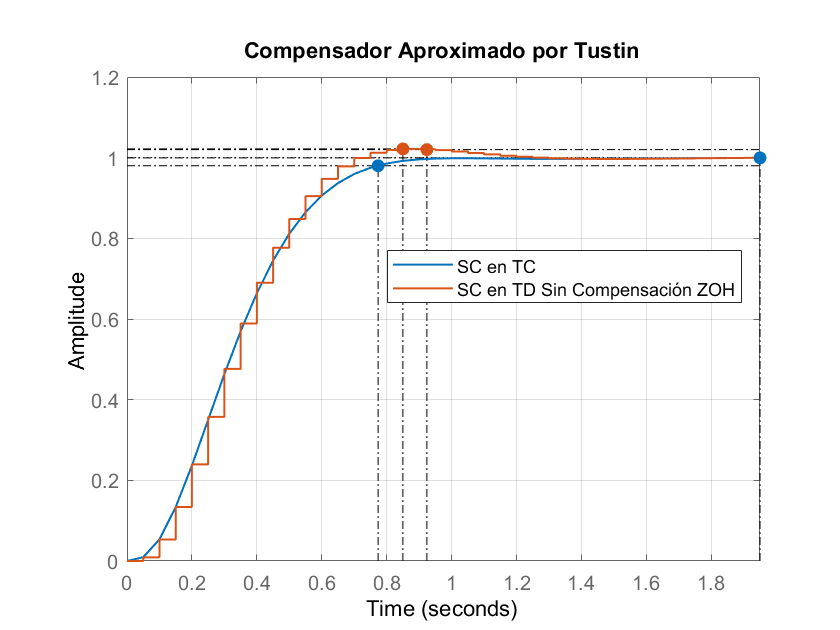 Compensador Aproximado por Tustin
1.2
1
0.8
0.6
0.4
0.2
0
Amplitude
SC en TC
SC en TD Sin Compensación ZOH
0 0.2 0.4 0.6 0.8 1 1.2 1.4 1.6 1.8
Time (seconds)